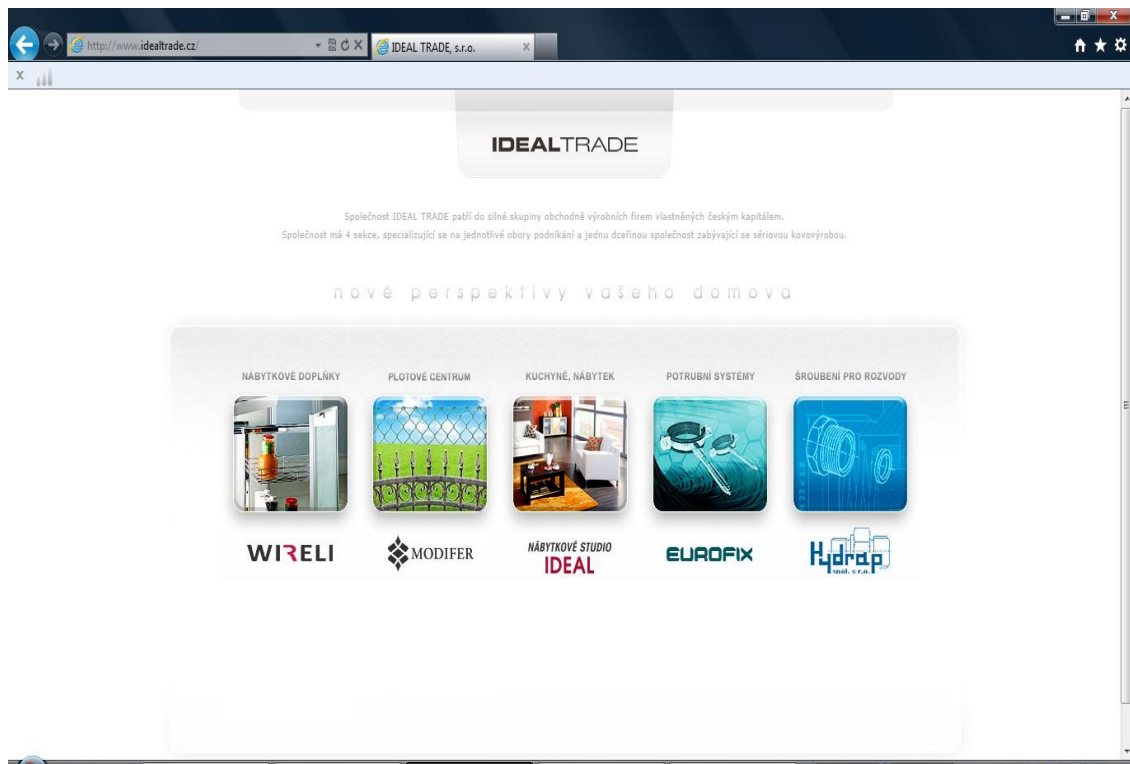 http://www.idealtrade.cz/
IDEAL TRADE, s.r.o.
IDEALTRADE
Společnost IDEAL TRADE patří do silné skupiny obchodně výrobních firem vlastněných českým kapitálem.
Společnost má 4 sekce, specializující se na jednotlivé obory podnikání a jednu dceřinou společnost zabývající se sériovou kovovýrobou.
nové perspektivy vašeho domova
NÁBYTKOVÉ DOPLŇKY
PLOTOVÉ CENTRUM
KUCHYNĚ, NÁBYTEK
POTRUBNÍ SYSTÉMY
ŠROUBENÍ PRO ROZVODY
WIRELI
MODIFER
NÁBYTKOVÉ STUDIO
IDEAL
EUROFIX
Hydrap
spol. s r.o.